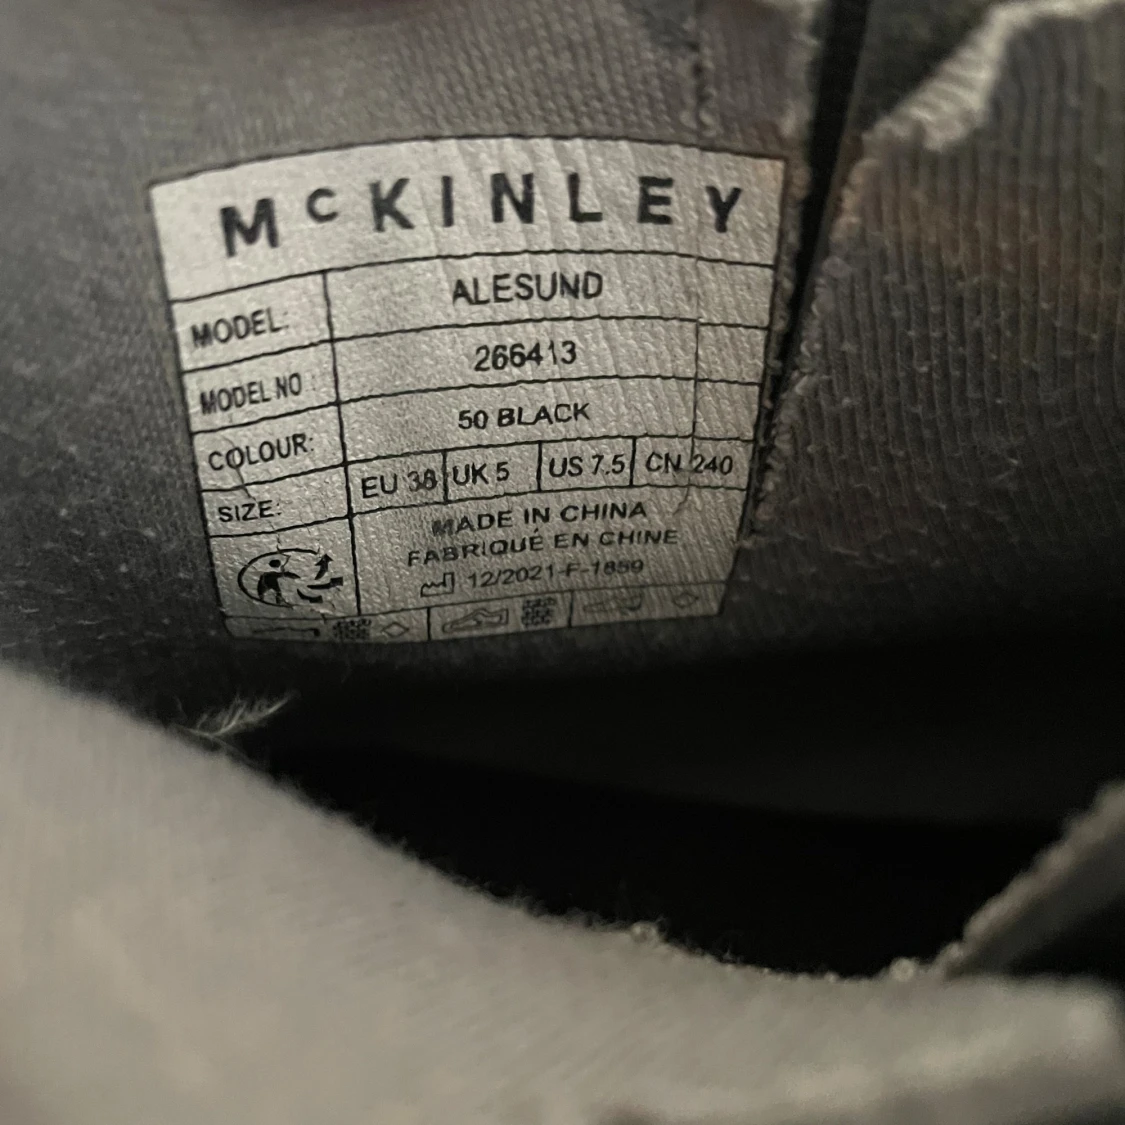 McKINLEY
MODEL: ALESUND
MODEL NO : 266413
COLOUR: 50 BLACK
SIZE: EU 38 UK 5 US 7.5 CN 240
MADE IN CHINA
FABRIQUÉ EN CHINE
12/2021-F-1859